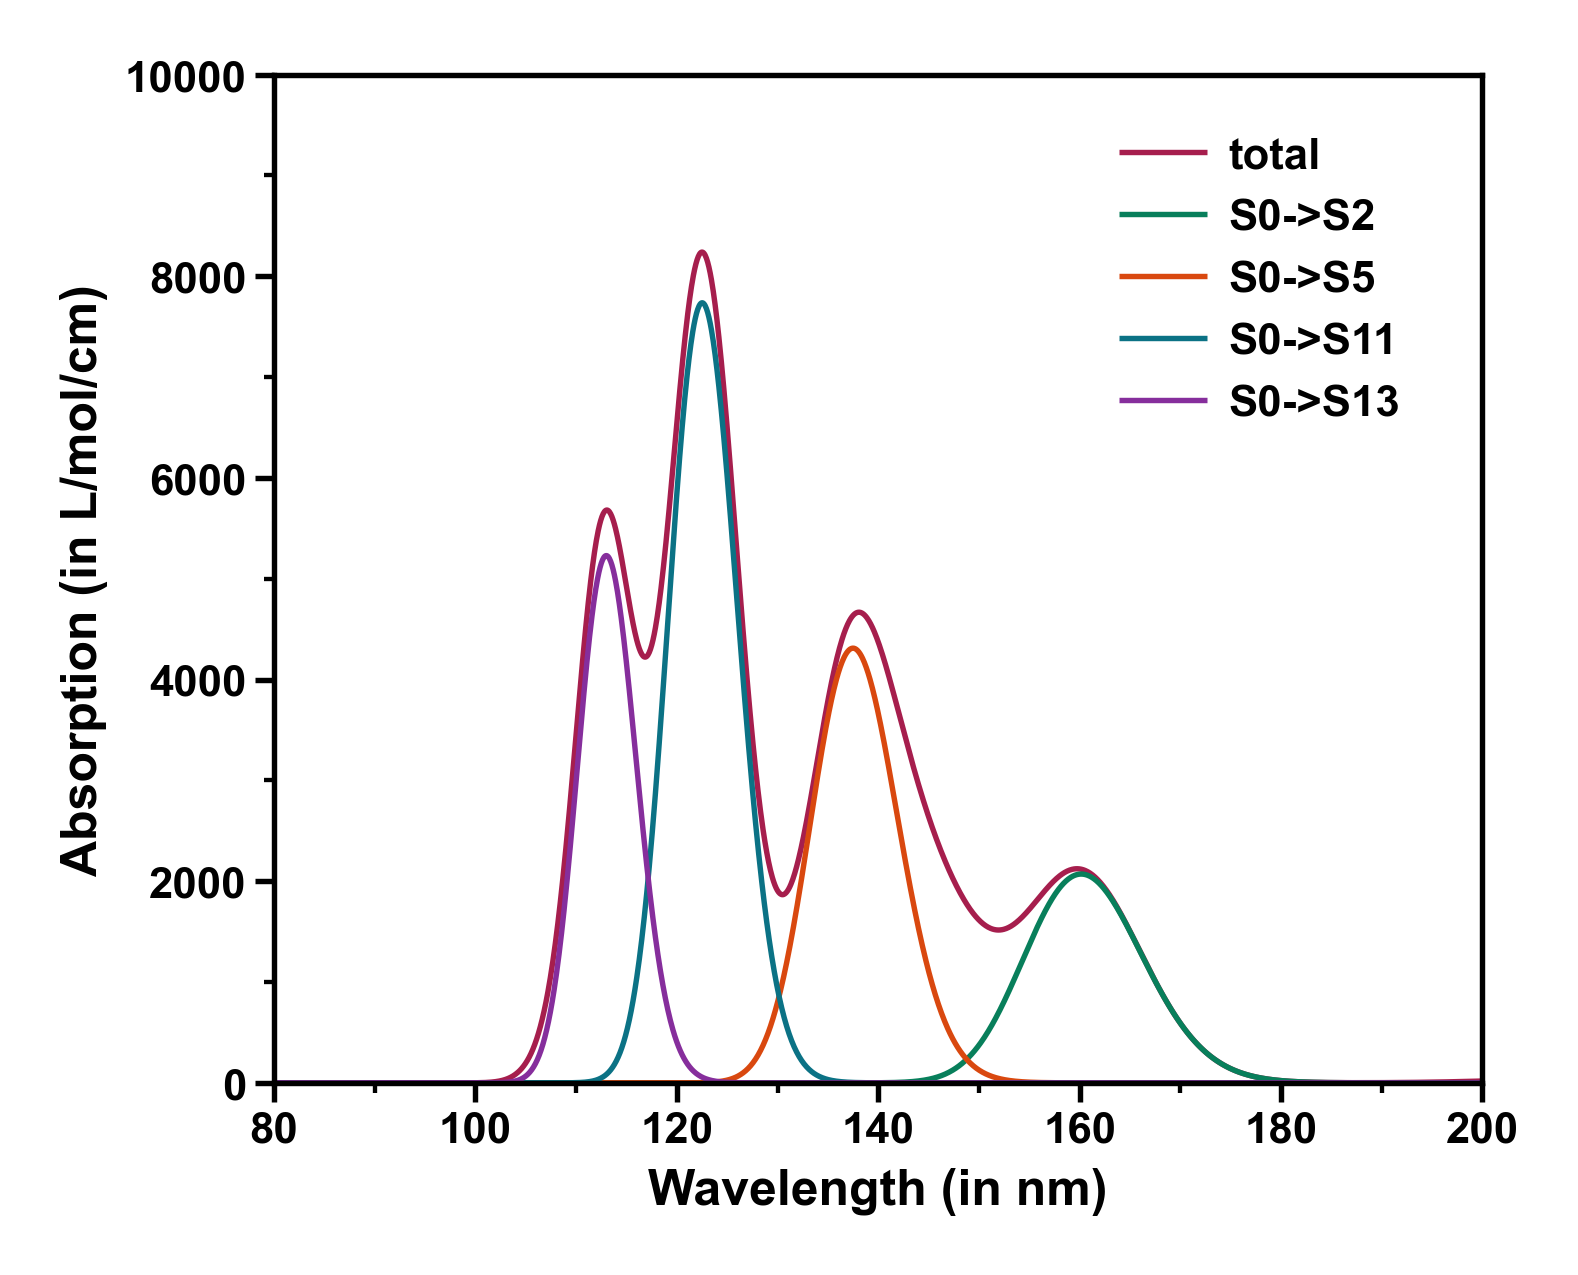 10000
8000
6000
4000
2000
0
80 100 120 140 160 180 200
Wavelength (in nm)
Absorption (in L/mol/cm)
total
S0->S2
S0->S5
S0->S11
S0->S13